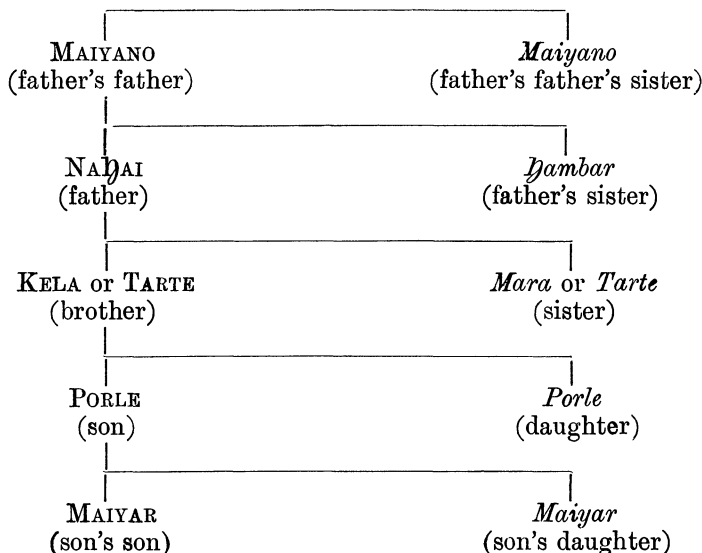 MAIYANO Maiyano
(father's father) (father's father's sister)
NAŊAI Ŋambar
(father) (father's sister)
KELA or TARTE Mara or Tarte
(brother) (sister)
PORLE Porle
(son) (daughter)
MAIYAR Maiyar
(son's son) (son's daughter)